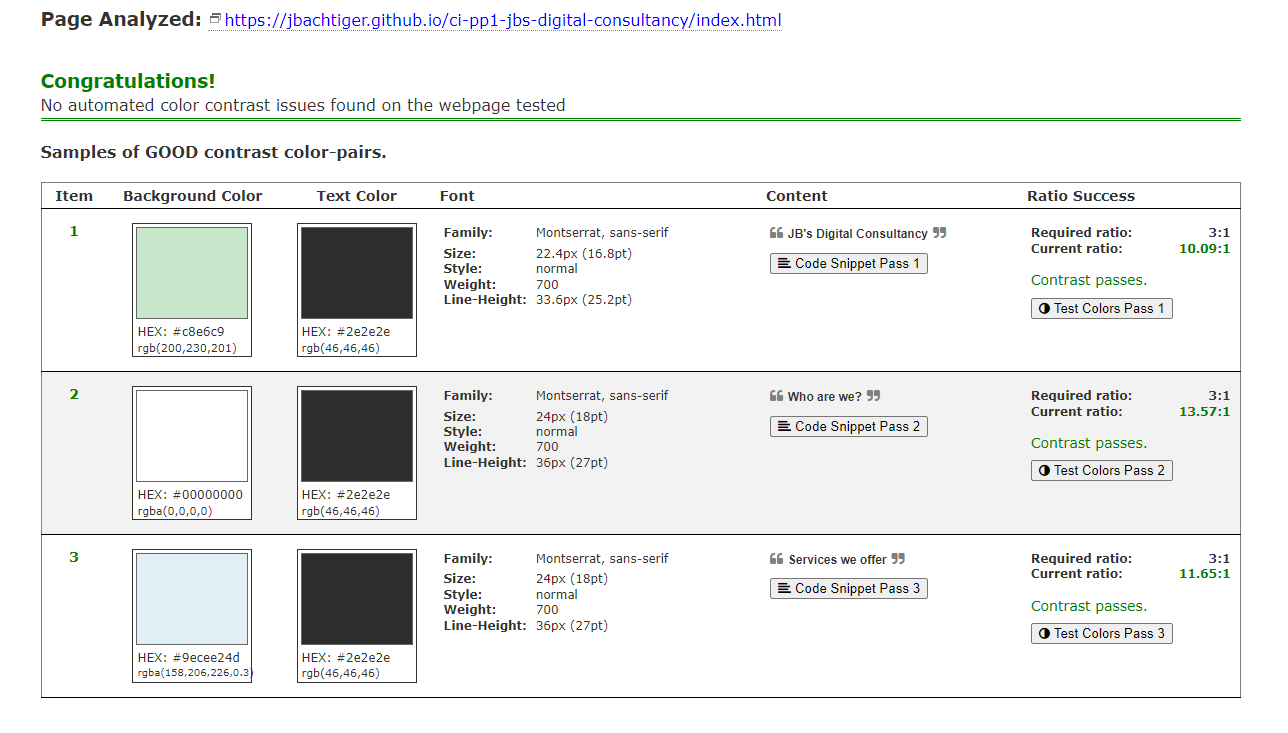 Page Analyzed: https://jbachtiger.github.io/ci-pp1-jbs-digital-consultancy/index.html
Congratulations!
No automated color contrast issues found on the webpage tested
Samples of GOOD contrast color-pairs.
Item Background Color Text Color Font Content Ratio Success
1
HEX: #c8e6c9
rgb(200,230,201)
HEX: #2e2e2e
rgb(46,46,46)
Family: Montserrat, sans-serif
Size: 22.4px (16.8pt)
Style: normal
Weight: 700
Line-Height: 33.6px (25.2pt)
❝ JB's Digital Consultancy ❞
Code Snippet Pass 1
Required ratio: 3:1
Current ratio: 10.09:1
Contrast passes.
Test Colors Pass 1
2
HEX: #00000000
rgba(0,0,0,0)
HEX: #2e2e2e
rgb(46,46,46)
Family: Montserrat, sans-serif
Size: 24px (18pt)
Style: normal
Weight: 700
Line-Height: 36px (27pt)
❝ Who are we? ❞
Code Snippet Pass 2
Required ratio: 3:1
Current ratio: 13.57:1
Contrast passes.
Test Colors Pass 2
3
HEX: #9ecee24d
rgba(158,206,226,0.3)
HEX: #2e2e2e
rgb(46,46,46)
Family: Montserrat, sans-serif
Size: 24px (18pt)
Style: normal
Weight: 700
Line-Height: 36px (27pt)
❝ Services we offer ❞
Code Snippet Pass 3
Required ratio: 3:1
Current ratio: 11.65:1
Contrast passes.
Test Colors Pass 3